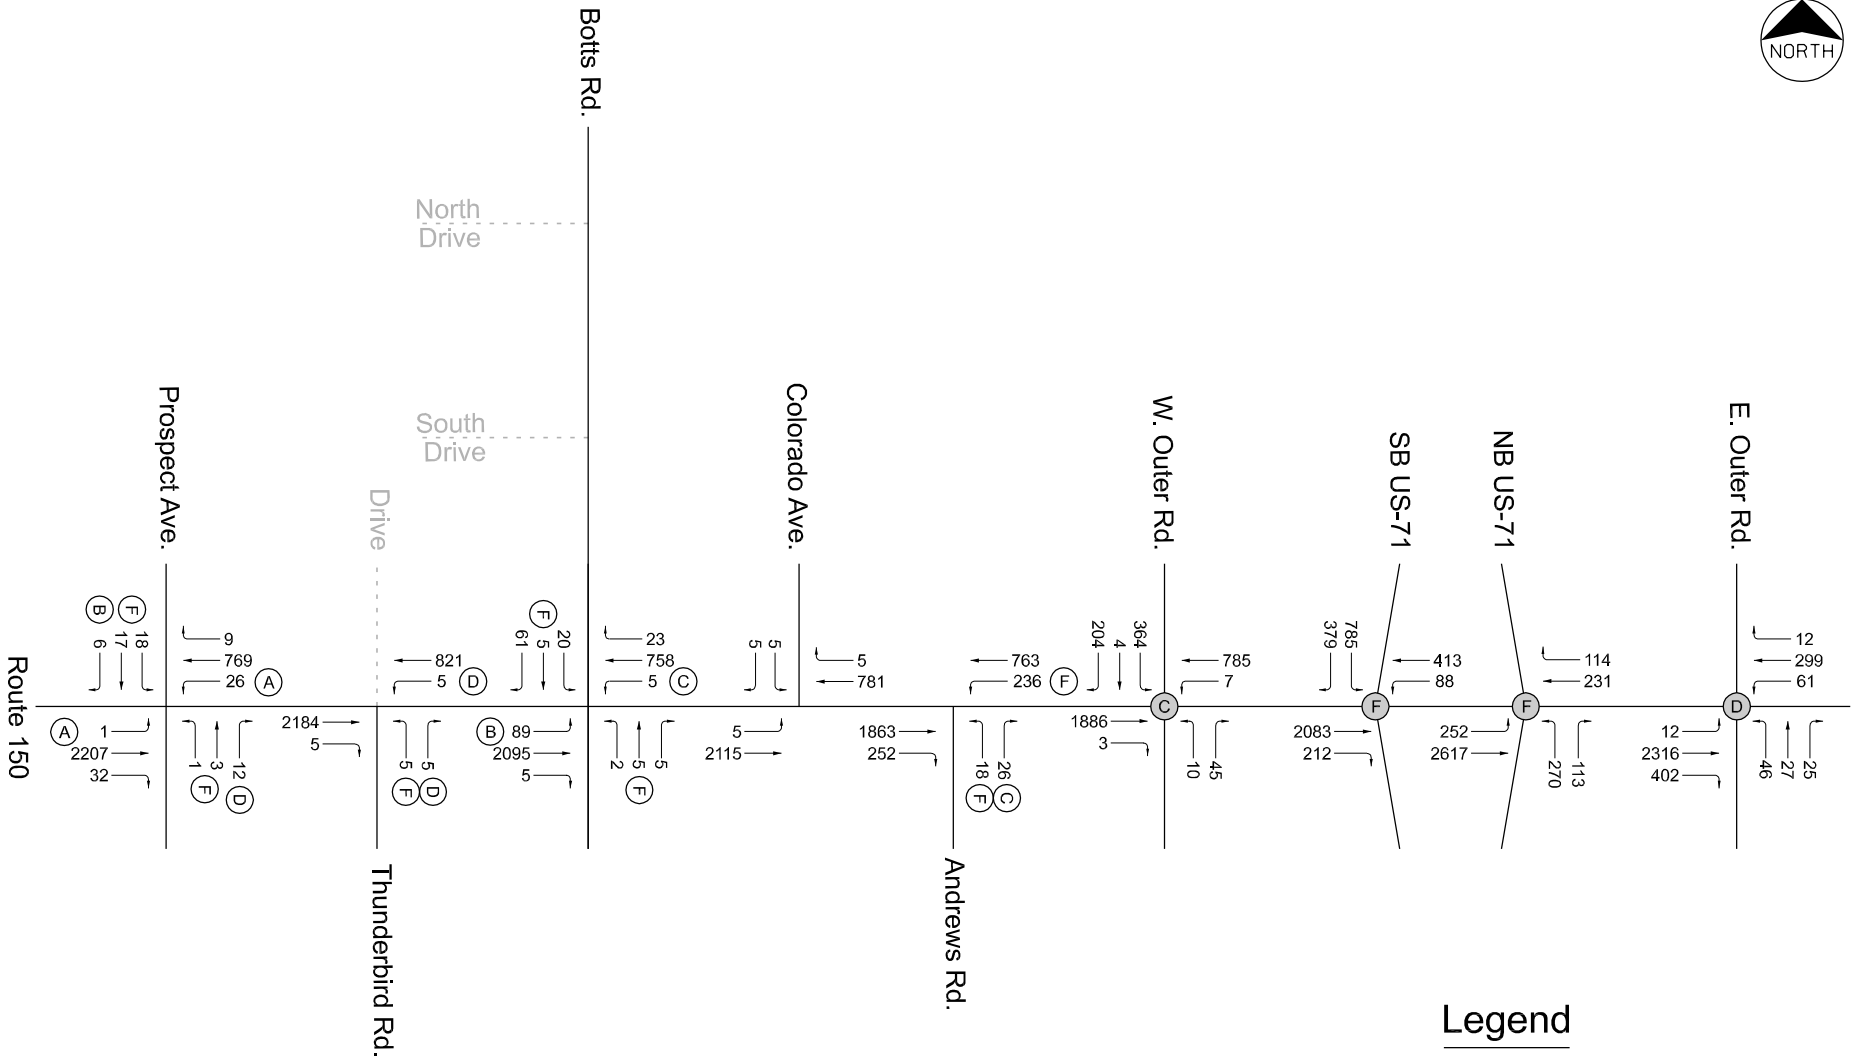 NORTH
Botts Rd.
North
Drive
South
Drive
Drive
Prospect Ave.
Colorado Ave.
W. Outer Rd.
SB US-71
NB US-71
E. Outer Rd.
Route 150
Thunderbird Rd.
Andrews Rd.
B
F
6
17
18
9
769
26
A
A
1
2207
32
1
3
12
F
D
821
5
D
2184
5
5
5
F
D
F
61
5
20
23
758
5
C
B
89
2095
5
2
5
5
F
5
5
5
781
5
2115
763
236
F
1863
252
18
26
F
C
204
4
364
785
7
C
1886
3
10
45
379
785
413
88
F
2083
212
114
231
F
252
2617
270
113
12
299
61
D
12
2316
402
46
27
25
Legend